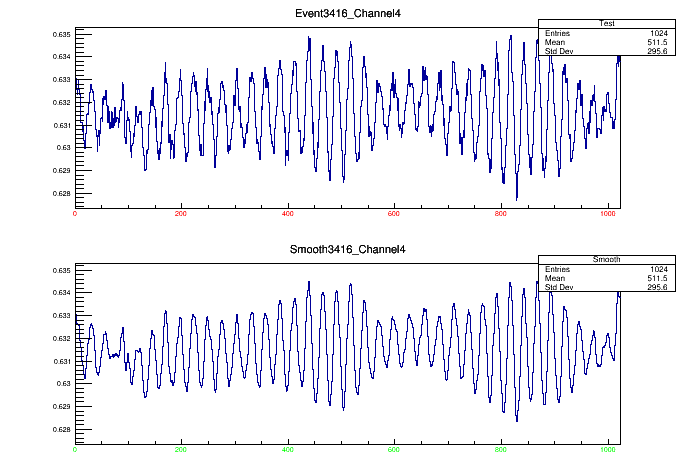 Event3416_Channel4
Test
Entries 1024
Mean 511.5
Std Dev 295.6
0.635
0.634
0.633
0.632
0.631
0.63
0.629
0.628
0 200 400 600 800 1000
Smooth3416_Channel4
Smooth
Entries 1024
Mean 511.5
Std Dev 295.6
0.635
0.634
0.633
0.632
0.631
0.63
0.629
0.628
0 200 400 600 800 1000